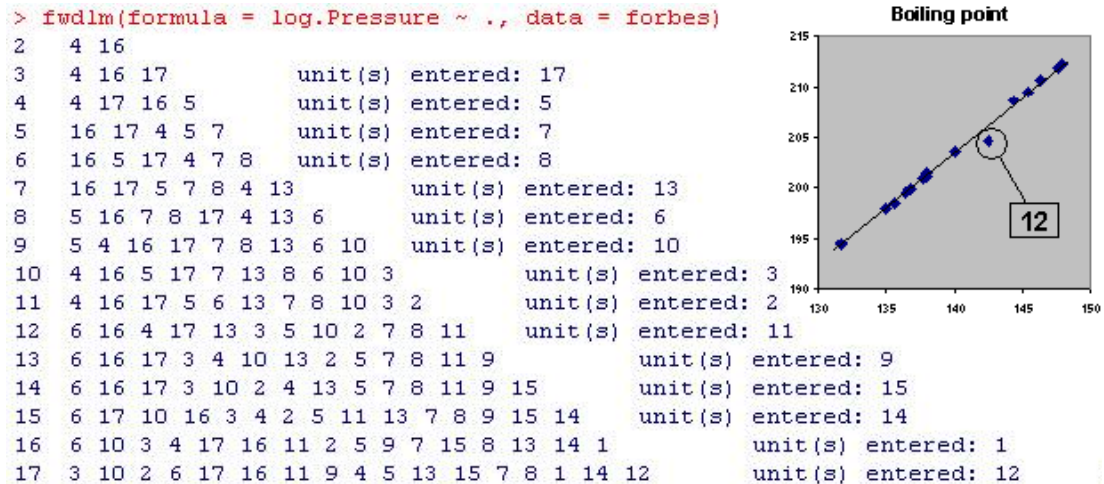 > fwdlm(formula = log.Pressure ~ ., data = forbes)
2 4 16
3 4 16 17 unit(s) entered: 17
4 4 17 16 5 unit(s) entered: 5
5 16 17 4 5 7 unit(s) entered: 7
6 16 5 17 4 7 8 unit(s) entered: 8
7 16 17 5 7 8 4 13 unit(s) entered: 13
8 5 16 7 8 17 4 13 6 unit(s) entered: 6
9 5 4 16 17 7 8 13 6 10 unit(s) entered: 10
10 4 16 5 17 7 13 8 6 10 3 unit(s) entered: 3
11 4 16 17 5 6 13 7 8 10 3 2 unit(s) entered: 2
12 6 16 4 17 13 3 5 10 2 7 8 11 unit(s) entered: 11
13 6 16 17 3 4 10 13 2 5 7 8 11 9 unit(s) entered: 9
14 6 16 17 3 10 2 4 13 5 7 8 11 9 15 unit(s) entered: 15
15 6 17 10 16 3 4 2 5 11 13 7 8 9 15 14 unit(s) entered: 14
16 6 10 3 4 17 16 11 2 5 9 7 15 8 13 14 1 unit(s) entered: 1
17 3 10 2 6 17 16 11 9 4 5 13 15 7 8 1 14 12 unit(s) entered: 12
Boiling point
215
210
205
200
195
190
130 135 140 145 150
12